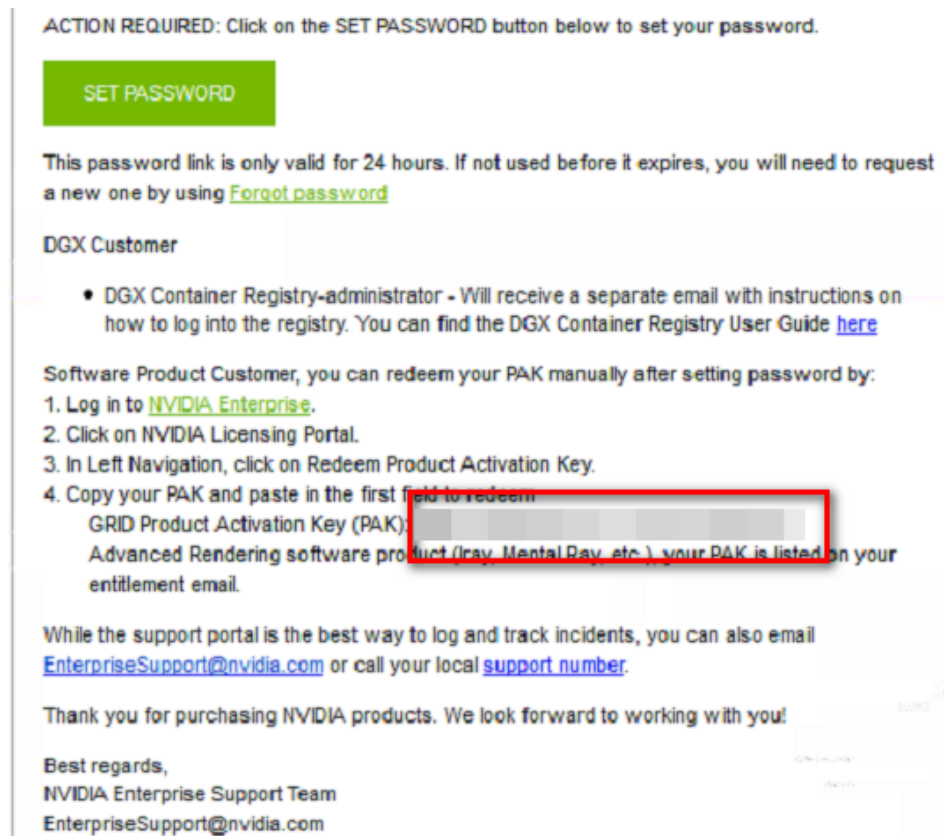 ACTION REQUIRED: Click on the SET PASSWORD button below to set your password.
SET PASSWORD
This password link is only valid for 24 hours. If not used before it expires, you will need to request
a new one by using Forgot password
DGX Customer
• DGX Container Registry-administrator - Will receive a separate email with instructions on
how to log into the registry. You can find the DGX Container Registry User Guide here
Software Product Customer, you can redeem your PAK manually after setting password by:
1. Log in to NVIDIA Enterprise.
2. Click on NVIDIA Licensing Portal.
3. In Left Navigation, click on Redeem Product Activation Key.
4. Copy your PAK and paste in the first field to redeem
GRID Product Activation Key (PAK):
Advanced Rendering software product (Iray, Mental Ray, etc.), your PAK is listed on your
entitlement email.
While the support portal is the best way to log and track incidents, you can also email
EnterpriseSupport@nvidia.com or call your local support number.
Thank you for purchasing NVIDIA products. We look forward to working with you!
Best regards,
NVIDIA Enterprise Support Team
EnterpriseSupport@nvidia.com